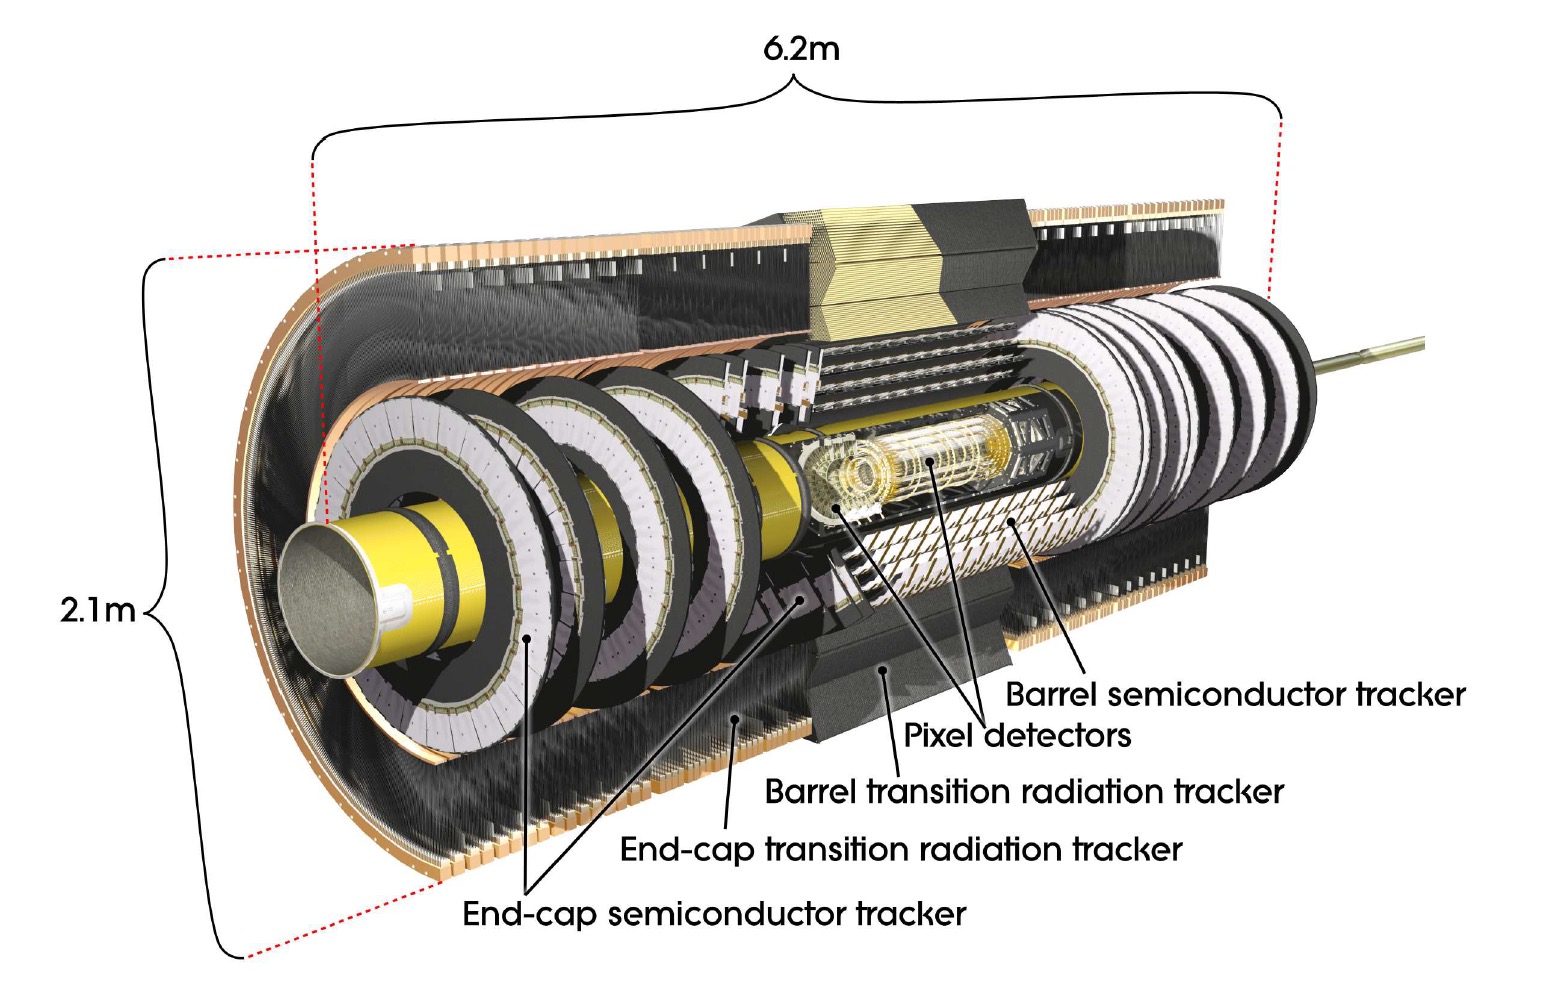 6.2m
2.1m
Barrel semiconductor tracker
Pixel detectors
Barrel transition radiation tracker
End-cap transition radiation tracker
End-cap semiconductor tracker